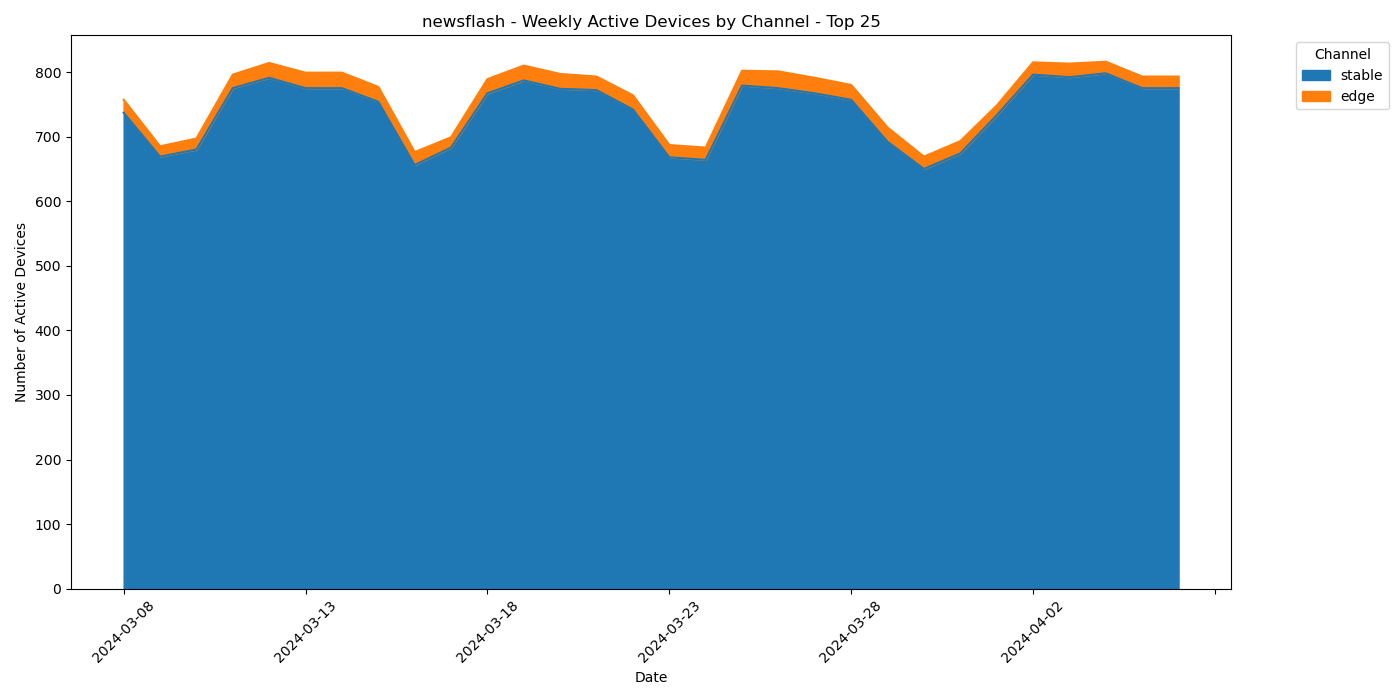 newsflash - Weekly Active Devices by Channel - Top 25
Channel
stable
edge
Number of Active Devices
800
700
600
500
400
300
200
100
0
2024-03-08
2024-03-13
2024-03-18
2024-03-23
2024-03-28
2024-04-02
Date